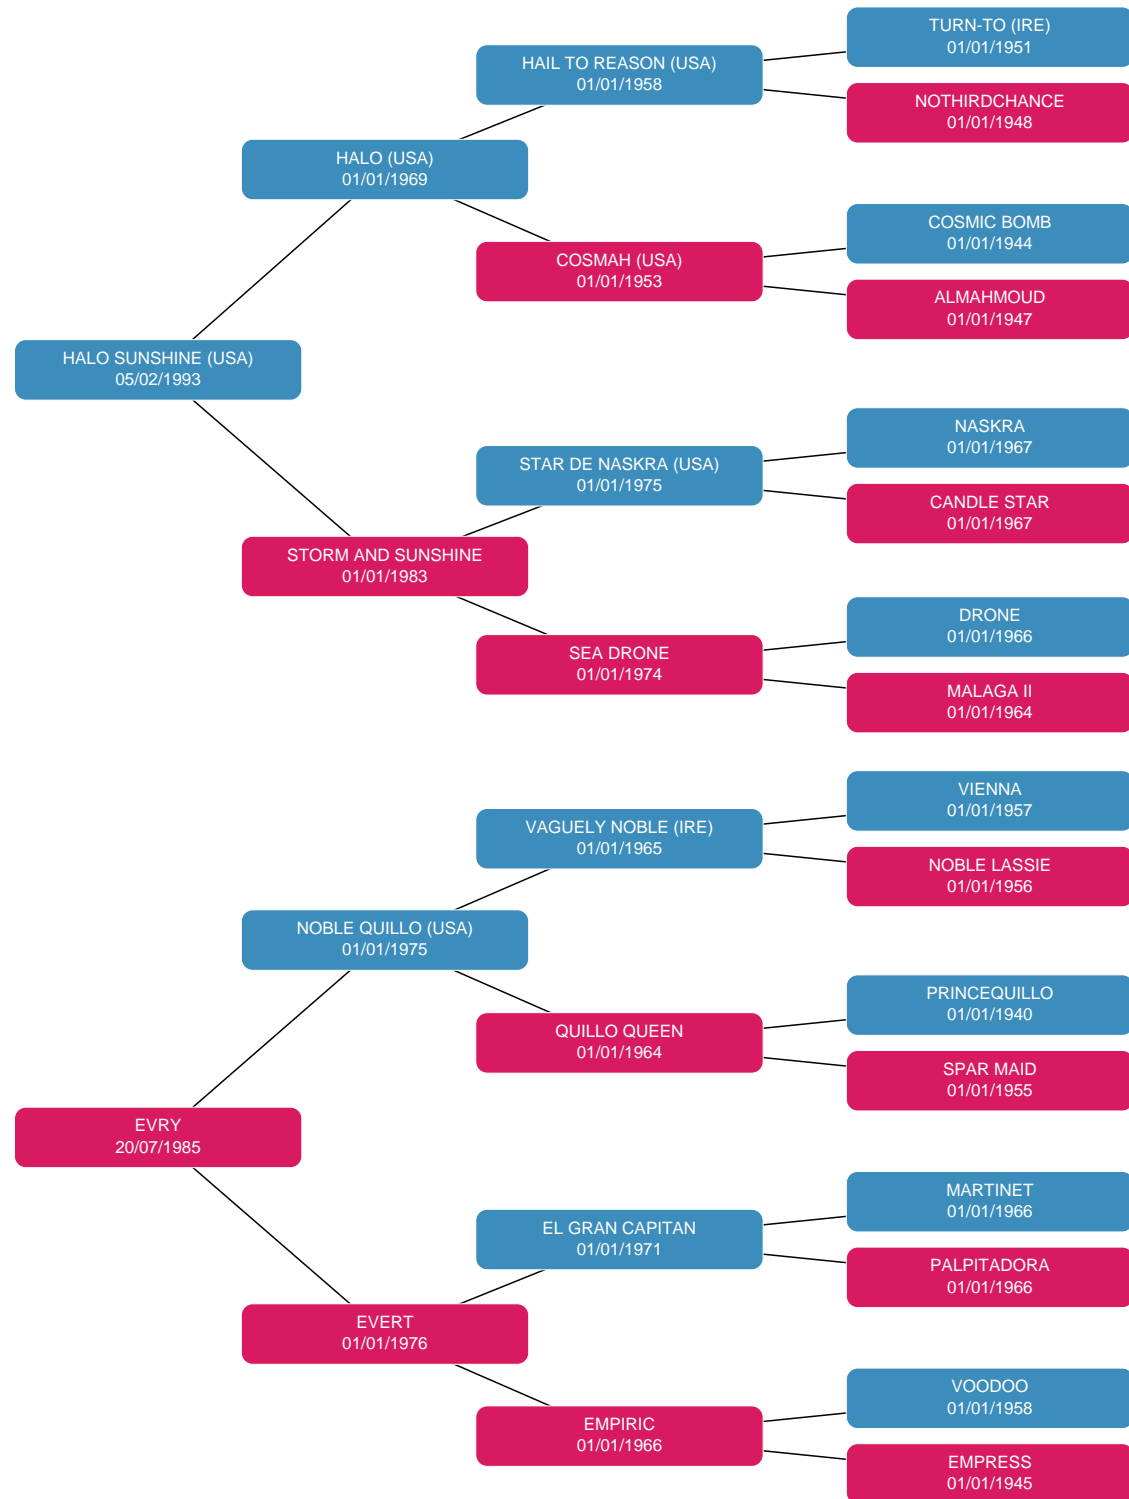 TURN-TO (IRE)
01/01/1951
HAIL TO REASON (USA)
01/01/1958
NOTHIRDCHANCE
01/01/1948
HALO (USA)
01/01/1969
COSMIC BOMB
01/01/1944
COSMAH (USA)
01/01/1953
ALMAHMOUD
01/01/1947
HALO SUNSHINE (USA)
05/02/1993
NASKRA
01/01/1967
STAR DE NASKRA (USA)
01/01/1975
CANDLE STAR
01/01/1967
STORM AND SUNSHINE
01/01/1983
DRONE
01/01/1966
SEA DRONE
01/01/1974
MALAGA II
01/01/1964
VIENNA
01/01/1957
VAGUELY NOBLE (IRE)
01/01/1965
NOBLE LASSIE
01/01/1956
NOBLE QUILLO (USA)
01/01/1975
PRINCEQUILLO
01/01/1940
QUILLO QUEEN
01/01/1964
SPAR MAID
01/01/1955
EVRY
20/07/1985
MARTINET
01/01/1966
EL GRAN CAPITAN
01/01/1971
PALPITADORA
01/01/1966
EVERT
01/01/1976
VOODOO
01/01/1958
EMPIRIC
01/01/1966
EMPRESS
01/01/1945